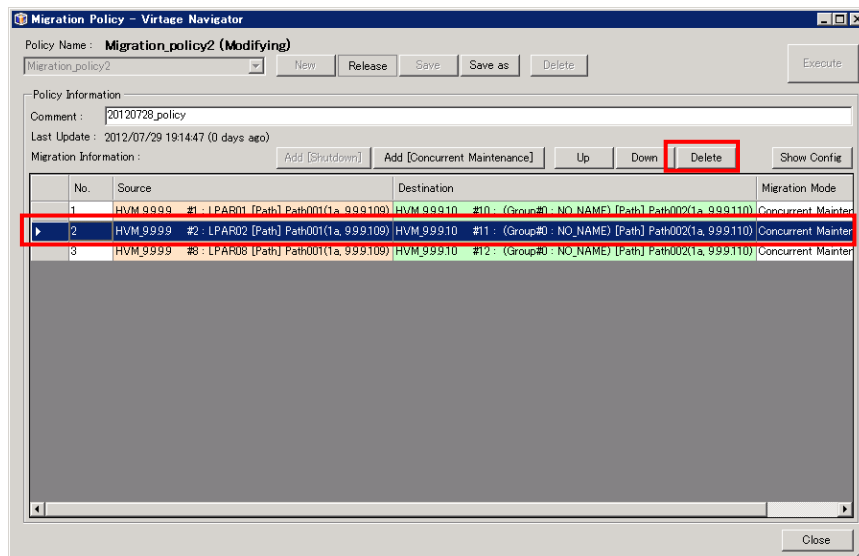 Migration Policy - Virtage Navigator
Policy Name : Migration_policy2 (Modifying)
Migration_policy2 New Release Save Save as Delete Execute
Policy Information
Comment : 20120728_policy
Last Update : 2012/07/29 19:14:47 (0 days ago)
Migration Information : Add [Shutdown] Add [Concurrent Maintenance] Up Down Delete Show Config
No. Source Destination Migration Mode
1 HVM_9.9.9.9 #1 : LPAR01 [Path] Path001(1a, 9.9.9.109) HVM_9.9.9.10 #10 : (Group#0 : NO_NAME) [Path] Path002(1a, 9.9.9.110) Concurrent Mainter
2 HVM_9.9.9.9 #2 : LPAR02 [Path] Path001(1a, 9.9.9.109) HVM_9.9.9.10 #11 : (Group#0 : NO_NAME) [Path] Path002(1a, 9.9.9.110) Concurrent Mainter
3 HVM_9.9.9.9 #8 : LPAR08 [Path] Path001(1a, 9.9.9.109) HVM_9.9.9.10 #12 : (Group#0 : NO_NAME) [Path] Path002(1a, 9.9.9.110) Concurrent Mainter
Close